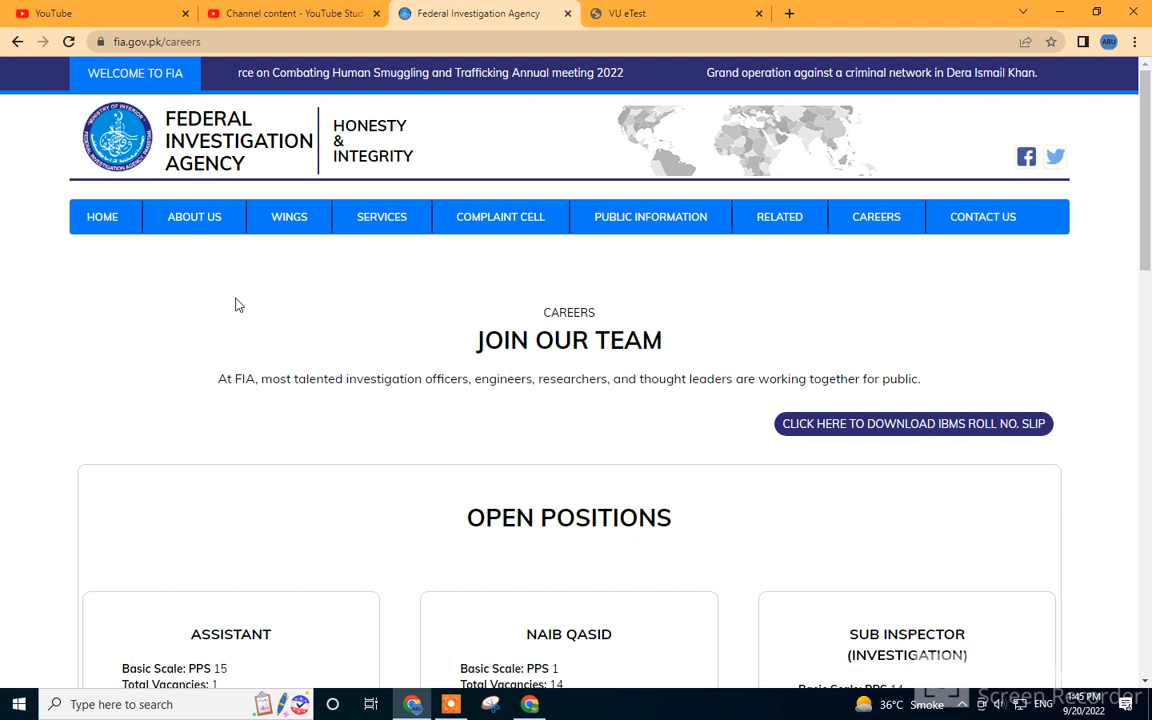 YouTube
Channel content - YouTube Stud
Federal Investigation Agency
VU eTest
fia.gov.pk/careers
ABU
WELCOME TO FIA
rce on Combating Human Smuggling and Trafficking Annual meeting 2022
Grand operation against a criminal network in Dera Ismail Khan.
FEDERAL
INVESTIGATION
AGENCY
HONESTY
&
INTEGRITY
HOME
ABOUT US
WINGS
SERVICES
COMPLAINT CELL
PUBLIC INFORMATION
RELATED
CAREERS
CONTACT US
CAREERS
JOIN OUR TEAM
At FIA, most talented investigation officers, engineers, researchers, and thought leaders are working together for public.
CLICK HERE TO DOWNLOAD IBMS ROLL NO. SLIP
OPEN POSITIONS
ASSISTANT
Basic Scale: PPS 15
Total Vacancies: 1
NAIB QASID
Basic Scale: PPS 1
Total Vacancies: 14
SUB INSPECTOR
(INVESTIGATION)
Screen Recorder
Type here to search
36°C Smoke
ENG
1:45 PM
9/20/2022